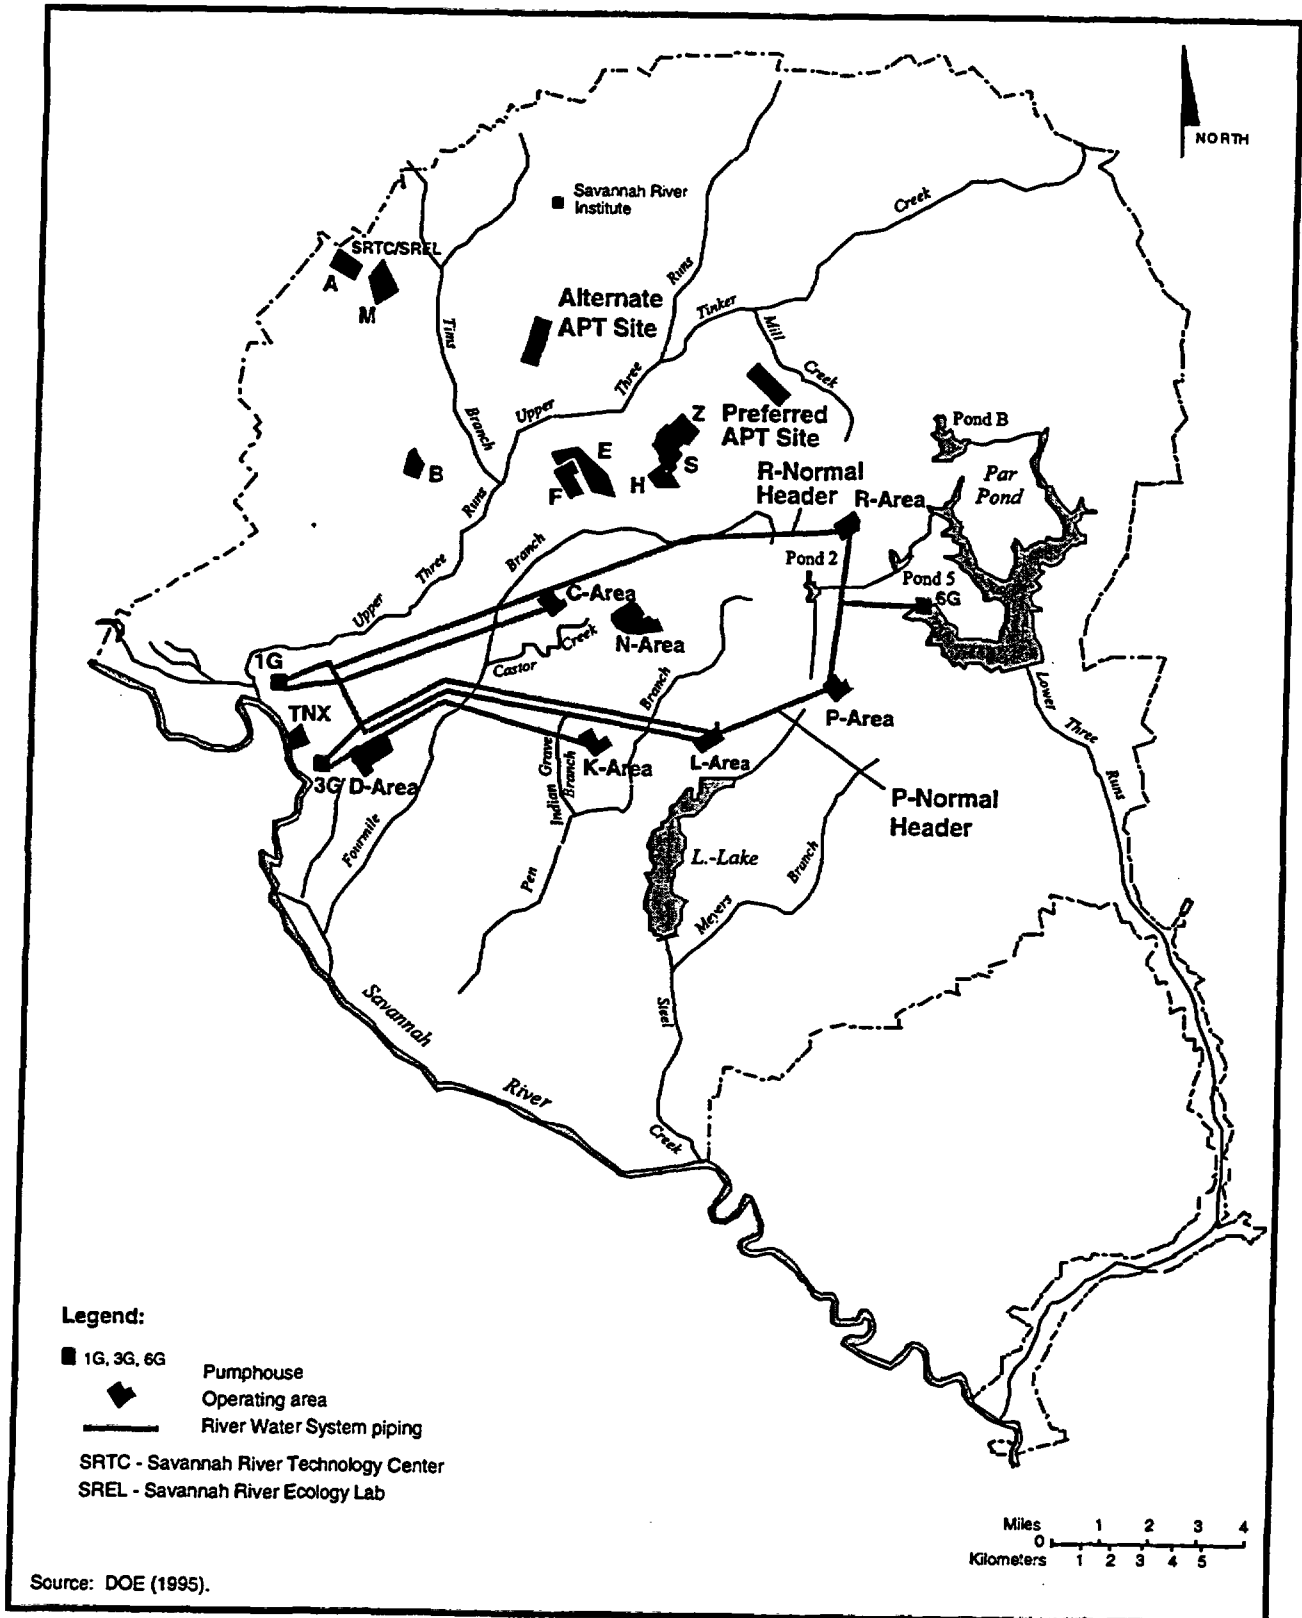 NORTH
Savannah River
Institute
Creek
SRTC/SREL
A
M
Runs
Alternate
APT Site
Tinker
Mill
Tims
Three
Creek
Upper
Branch
Preferred
APT Site
Z
Pond B
B
E
F
S
H
Par
Pond
R-Normal
Header
R-Area
Runs
Branch
Pond 2
Pond 5
Three
6G
C-Area
Upper
Creek
N-Area
Castor
1G
Branch
Lower
TNX
P-Area
Three
3G
D-Area
Grave
Branch
Indian
K-Area
L-Area
Runs
P-Normal
Header
Fourmile
L.-Lake
Branch
Pen
Meyers
Savannah
Steel
River
Creek
Legend:
1G, 3G, 6G
Pumphouse
Operating area
River Water System piping
SRTC - Savannah River Technology Center
SREL - Savannah River Ecology Lab
Miles 1 2 3 4
0
Kilometers 1 2 3 4 5
Source: DOE (1995).